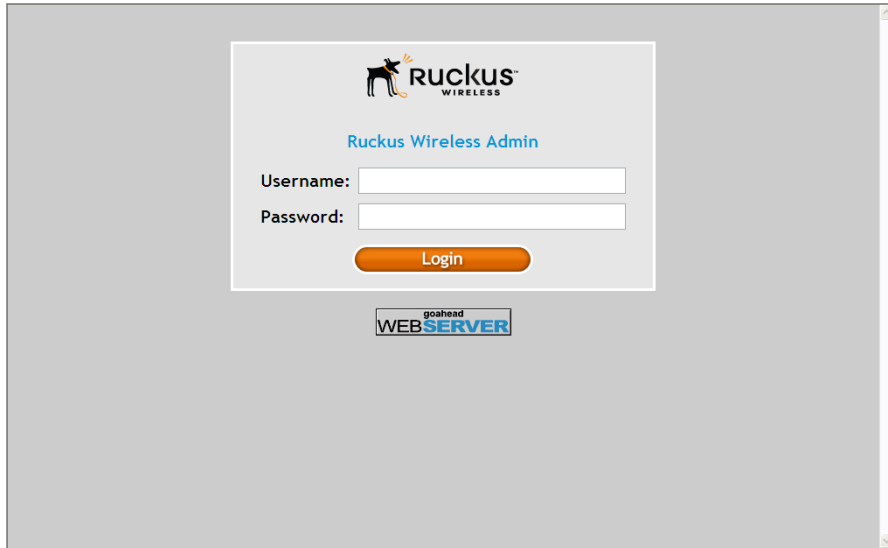 Ruckus™
WIRELESS
Ruckus Wireless Admin
Username:
Password:
Login
goahead
WEBSERVER